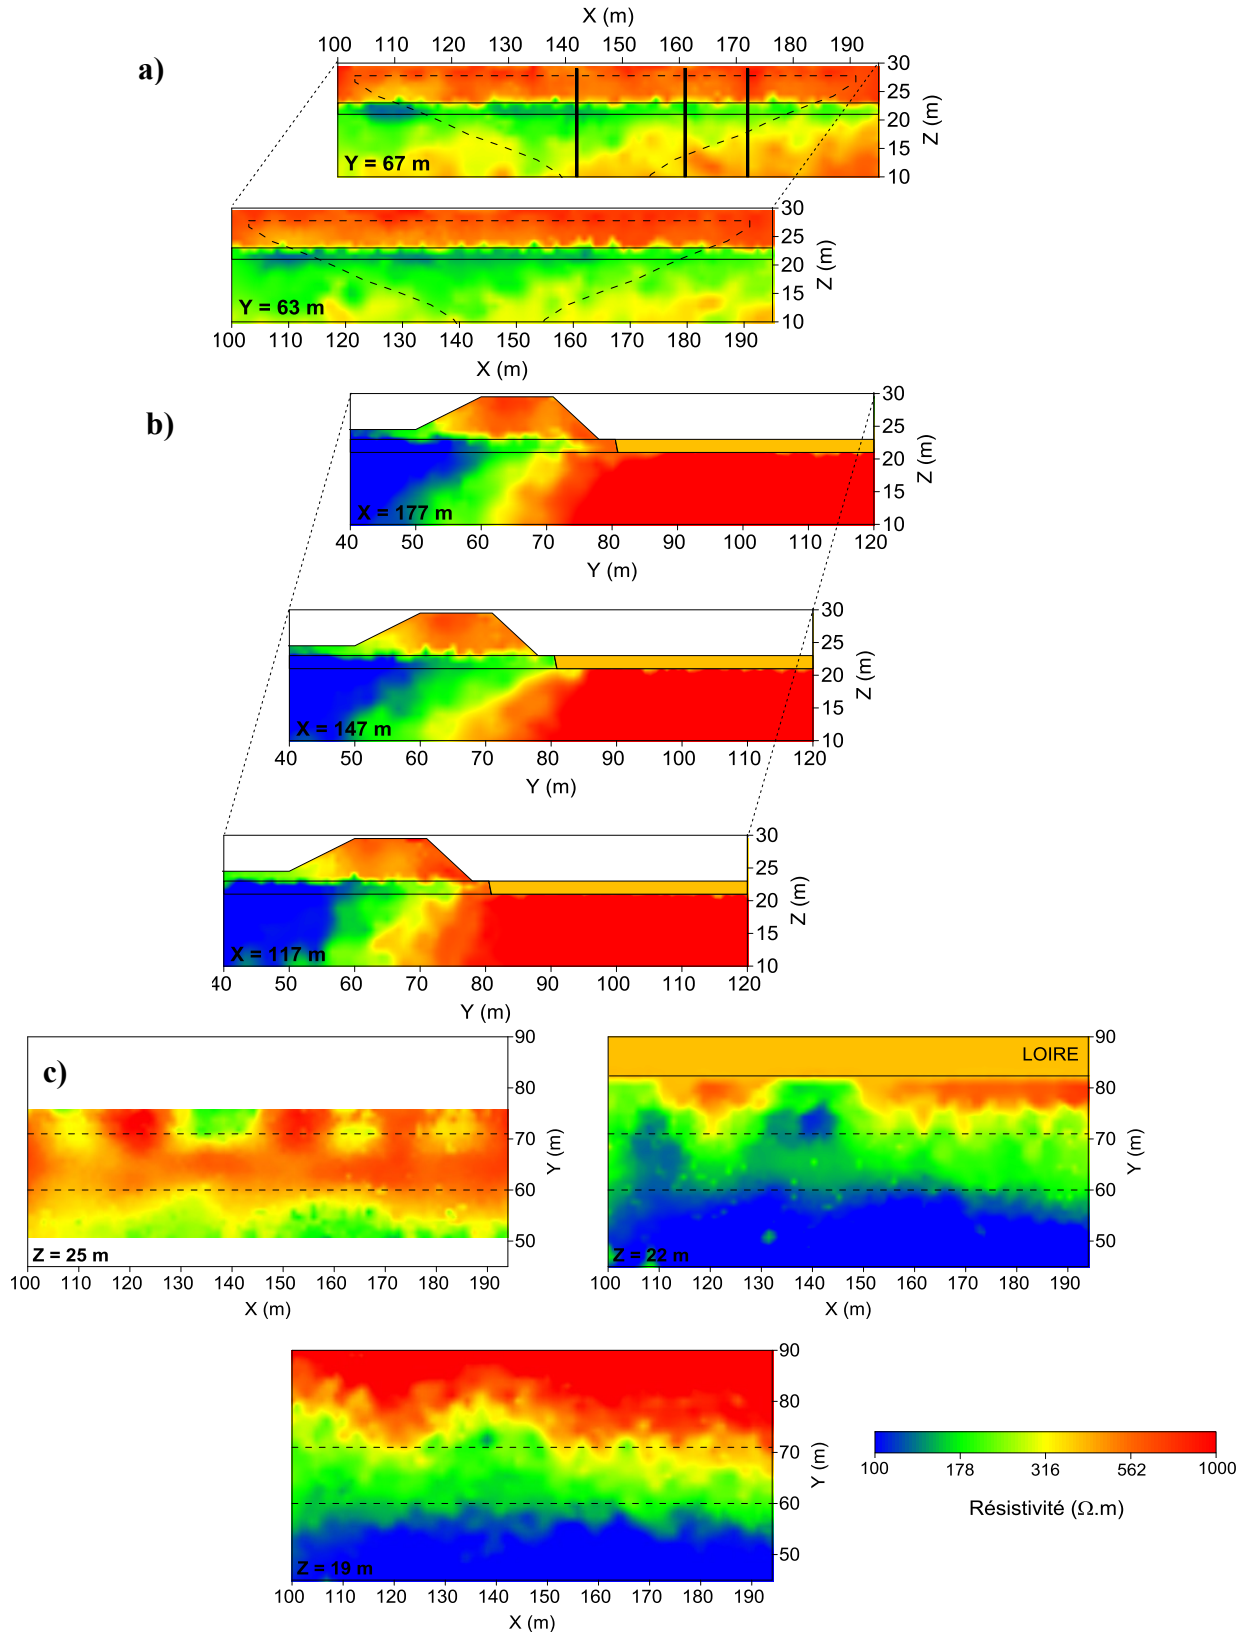 X (m)
100 110 120 130 140 150 160 170 180 190
a)
30
25
20
15
10
Z (m)
Y = 67 m
30
25
20
15
10
Z (m)
Y = 63 m
100 110 120 130 140 150 160 170 180 190
X (m)
b)
30
25
20
15
10
Z (m)
X = 177 m
40 50 60 70 80 90 100 110 120
Y (m)
30
25
20
15
10
Z (m)
X = 147 m
40 50 60 70 80 90 100 110 120
Y (m)
30
25
20
15
10
Z (m)
X = 117 m
40 50 60 70 80 90 100 110 120
Y (m)
c)
90
80
70
60
50
Y (m)
Z = 25 m
100 110 120 130 140 150 160 170 180 190
X (m)
LOIRE
90
80
70
60
50
Y (m)
Z = 22 m
100 110 120 130 140 150 160 170 180 190
X (m)
90
80
70
60
50
Y (m)
Z = 19 m
100 110 120 130 140 150 160 170 180 190
X (m)
100 178 316 562 1000
Résistivité (Ω.m)